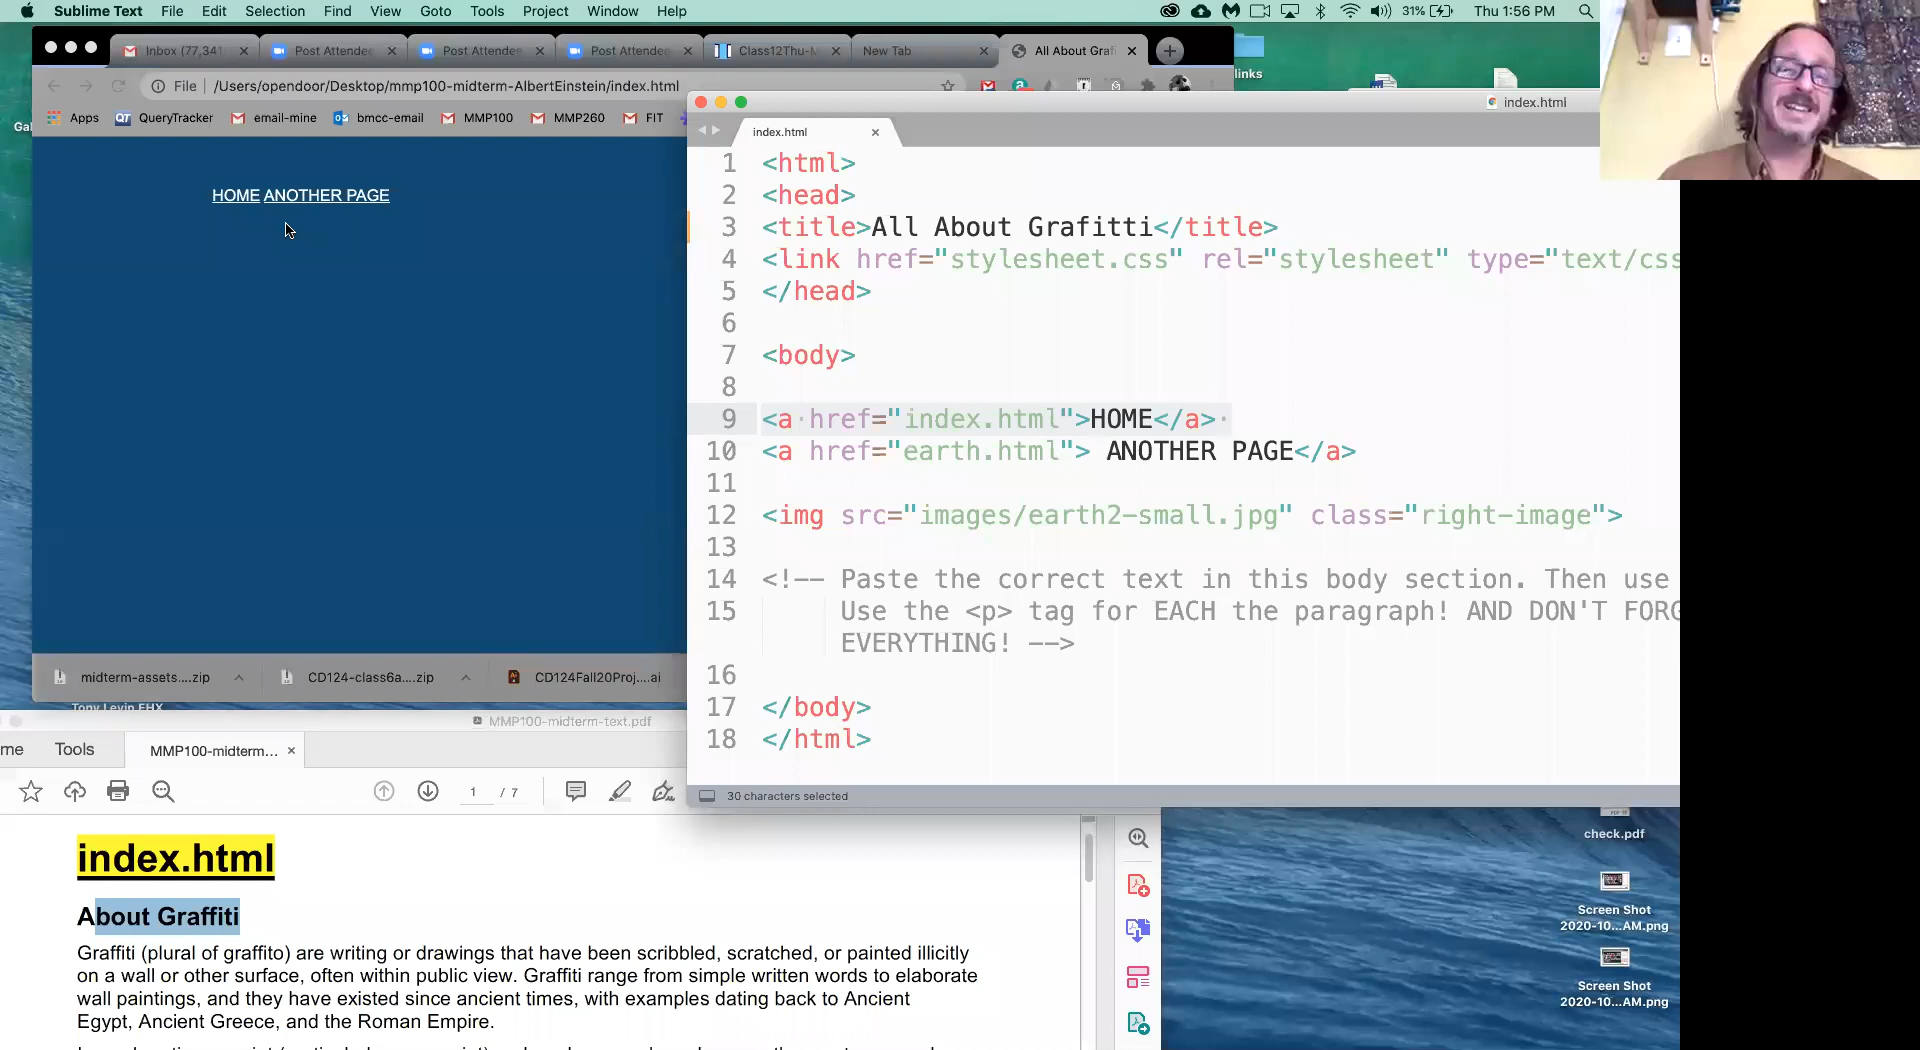 Sublime Text File Edit Selection Find View Goto Tools Project Window Help 31% Thu 1:56 PM
Inbox (77,341 Post Attende Post Attende Post Attende Class12Thu-M New Tab All About Graf
File /Users/opendoor/Desktop/mmp100-midterm-AlbertEinstein/index.html
Apps QueryTracker email-mine bmcc-email MMP100 MMP260 FIT
links
Gal
HOME ANOTHER PAGE
midterm-assets....zip CD124-class6a....zip CD124Fall20Proj....ai
Tony Levin EHX
index.html
index.html
1 <html>
2 <head>
3 <title>All About Grafitti</title>
4 <link href="stylesheet.css" rel="stylesheet" type="text/css
5 </head>
6
7 <body>
8
9 <a href="index.html">HOME</a>
10 <a href="earth.html"> ANOTHER PAGE</a>
11
12 <img src="images/earth2-small.jpg" class="right-image">
13
14 <!-- Paste the correct text in this body section. Then use
15 Use the <p> tag for EACH the paragraph! AND DON'T FORG
EVERYTHING! -->
16
17 </body>
18 </html>
30 characters selected
MMP100-midterm-text.pdf
me Tools MMP100-midterm...
1 / 7
index.html
About Graffiti
Graffiti (plural of graffito) are writing or drawings that have been scribbled, scratched, or painted illicitly
on a wall or other surface, often within public view. Graffiti range from simple written words to elaborate
wall paintings, and they have existed since ancient times, with examples dating back to Ancient
Egypt, Ancient Greece, and the Roman Empire.
check.pdf
Screen Shot
2020-10...AM.png
Screen Shot
2020-10...AM.png